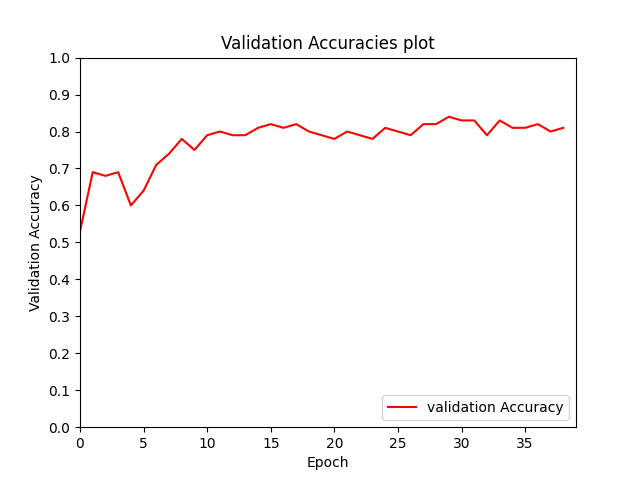 Validation Accuracies plot
1.0
0.9
0.8
0.7
0.6
0.5
0.4
0.3
0.2
0.1
0.0
Validation Accuracy
validation Accuracy
0 5 10 15 20 25 30 35
Epoch